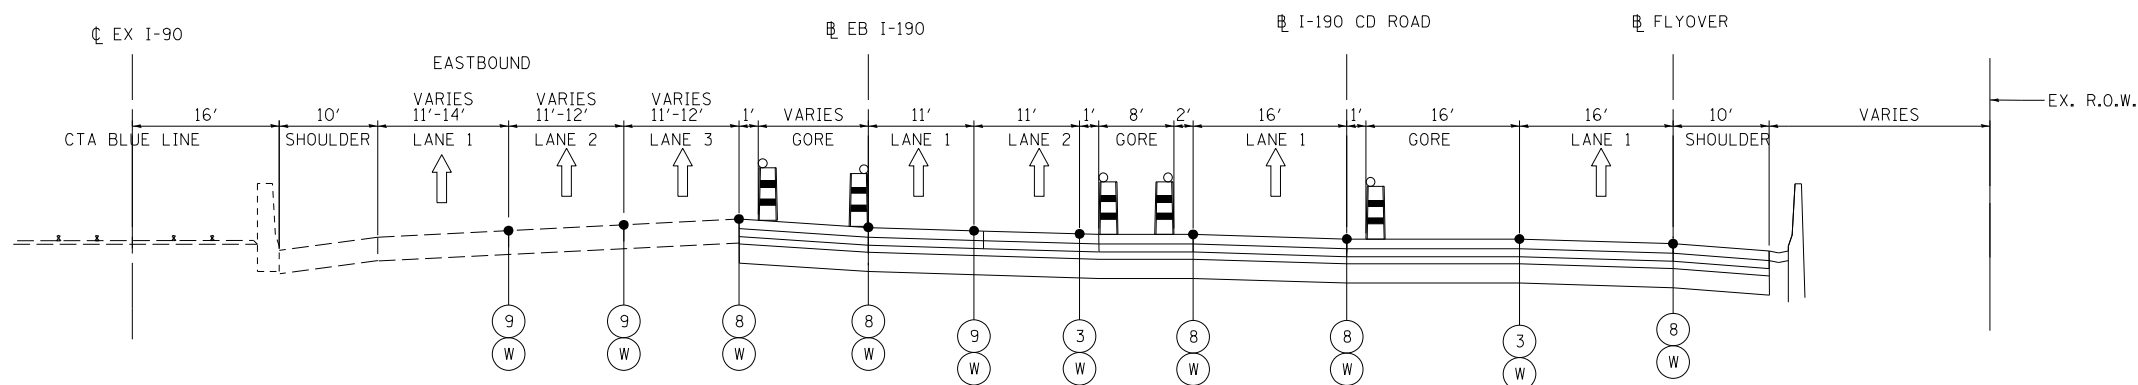 ℄ EX I-90
EASTBOUND
℄ EB I-190
℄ I-190 CD ROAD
℄ FLYOVER
EX. R.O.W.
VARIES VARIES VARIES
16' 10' 11'-14' 11'-12' 11'-12' 1' VARIES 11' 11' 1' 8' 2' 16' 1' 16' 16' 10' VARIES
CTA BLUE LINE SHOULDER LANE 1 LANE 2 LANE 3 GORE LANE 1 LANE 2 GORE LANE 1 GORE LANE 1 SHOULDER
9 9 8 8 9 3 8 8 3 8
W W W W W W W W W W